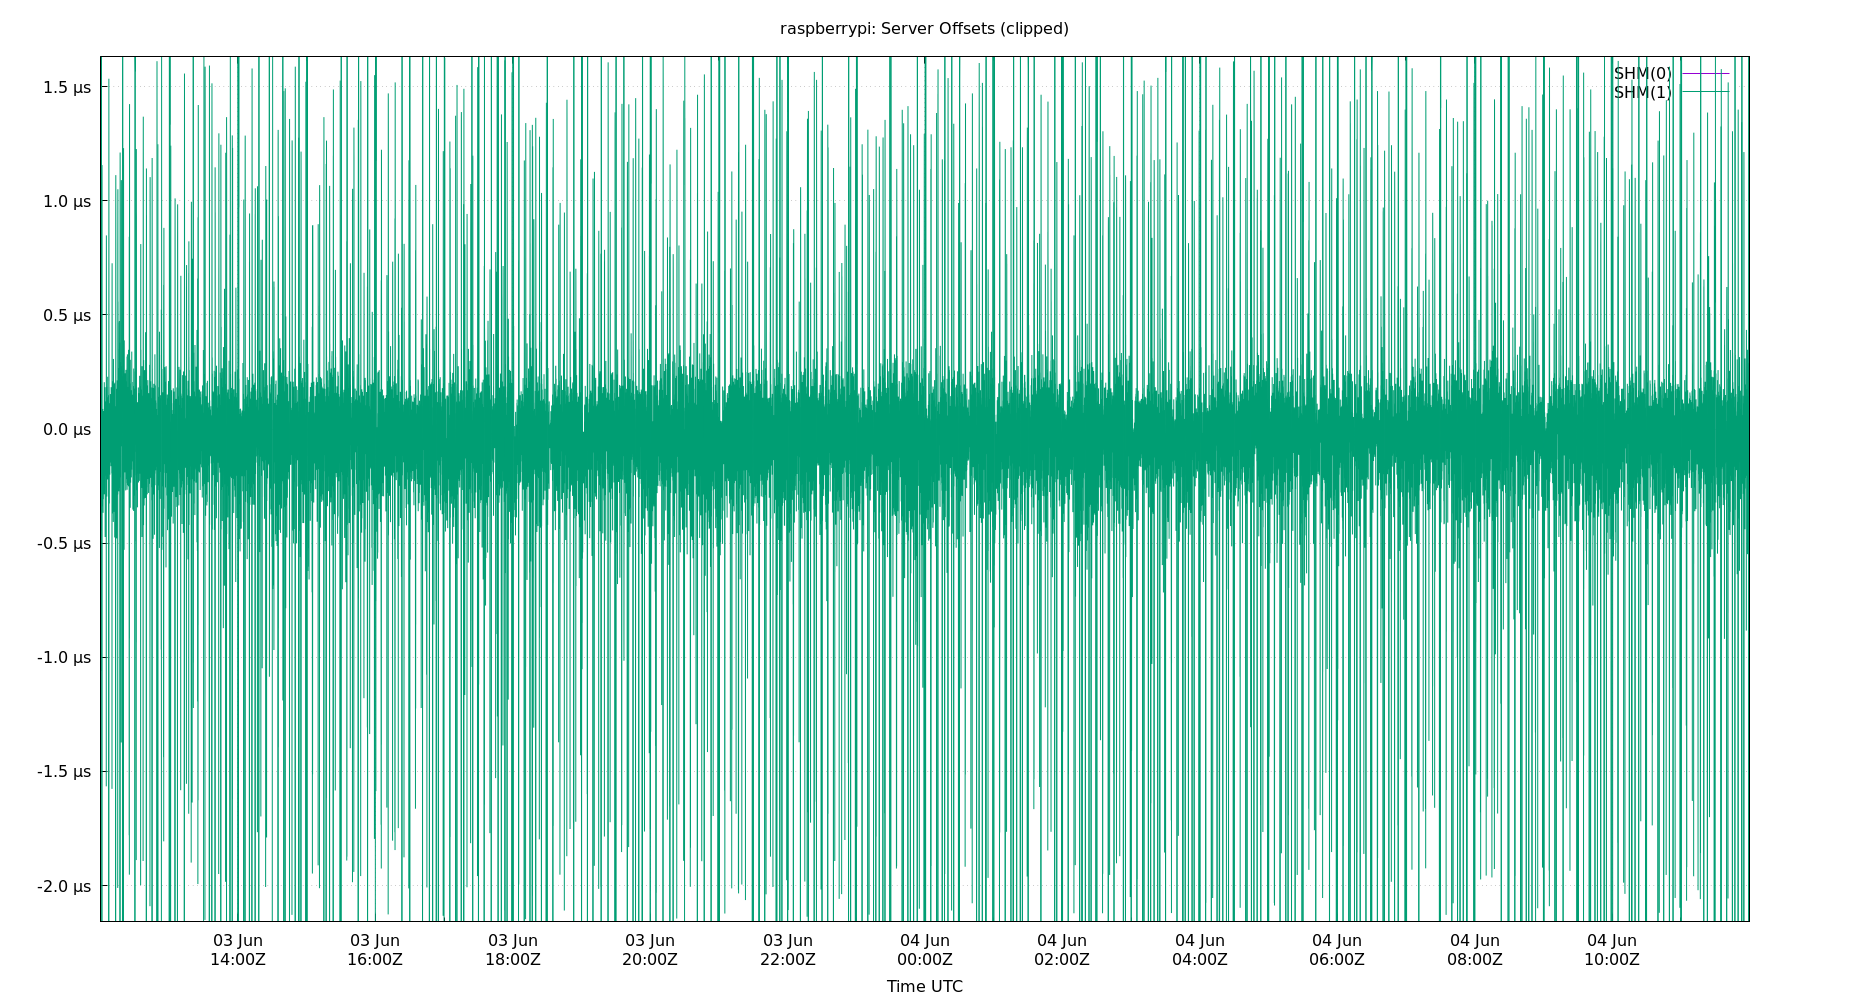 raspberrypi: Server Offsets (clipped)
SHM(0)
SHM(1)
1.5 µs
1.0 µs
0.5 µs
0.0 µs
-0.5 µs
-1.0 µs
-1.5 µs
-2.0 µs
03 Jun 03 Jun 03 Jun 03 Jun 03 Jun 04 Jun 04 Jun 04 Jun 04 Jun 04 Jun 04 Jun
14:00Z 16:00Z 18:00Z 20:00Z 22:00Z 00:00Z 02:00Z 04:00Z 06:00Z 08:00Z 10:00Z
Time UTC